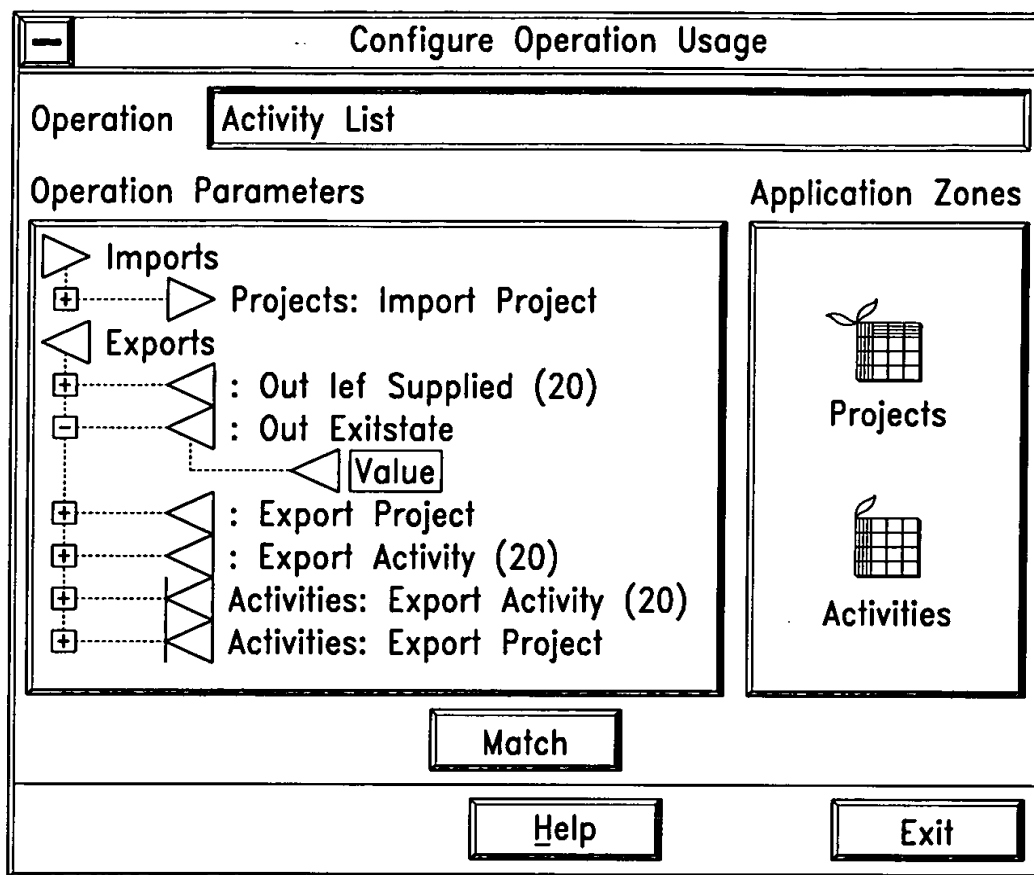 Configure Operation Usage
Operation Activity List
Operation Parameters
Application Zones
Imports
Projects: Import Project
Exports
: Out Ief Supplied (20)
: Out Exitstate
Value
: Export Project
: Export Activity (20)
Activities: Export Activity (20)
Activities: Export Project
Projects
Activities
Match
Help
Exit